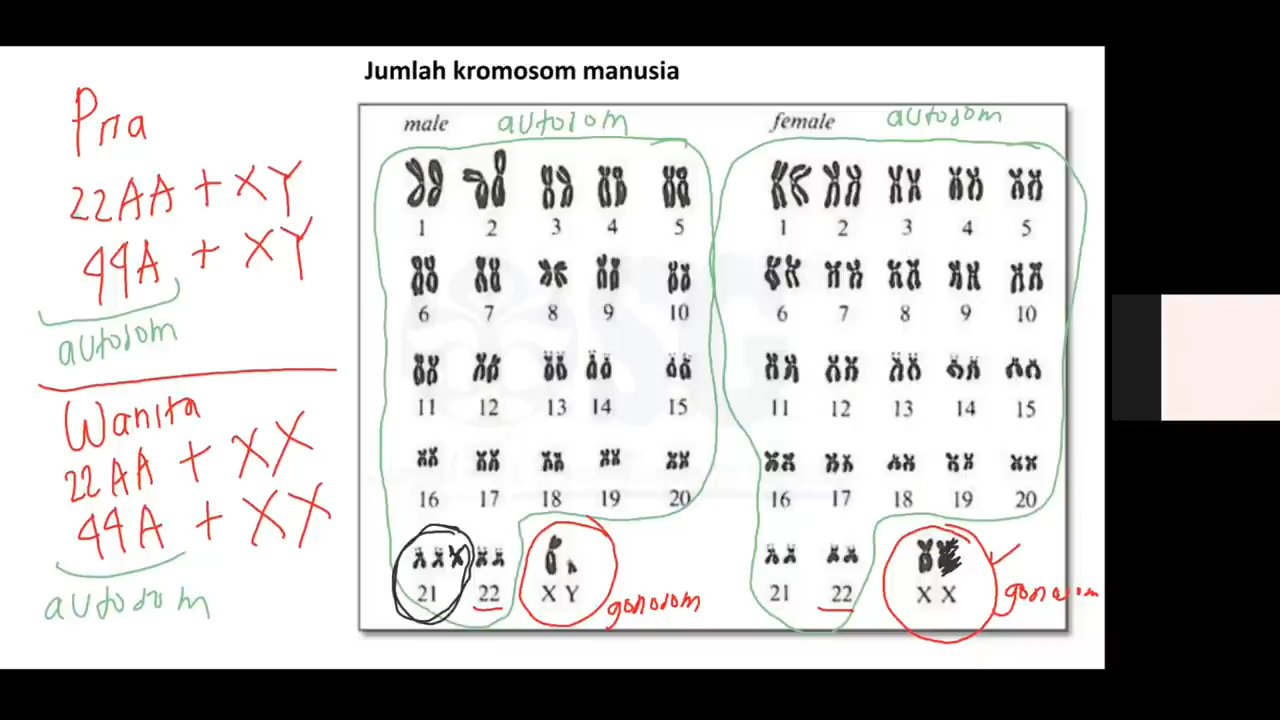 Jumlah kromosom manusia
Pria
22AA + XY
44A + XY
autosom
Wanita
22AA + XX
44A + XX
autosom
male autosom
1 2 3 4 5
6 7 8 9 10
11 12 13 14 15
16 17 18 19 20
21 22 X Y
gonosom
female autosom
1 2 3 4 5
6 7 8 9 10
11 12 13 14 15
16 17 18 19 20
21 22 X X
gonosom